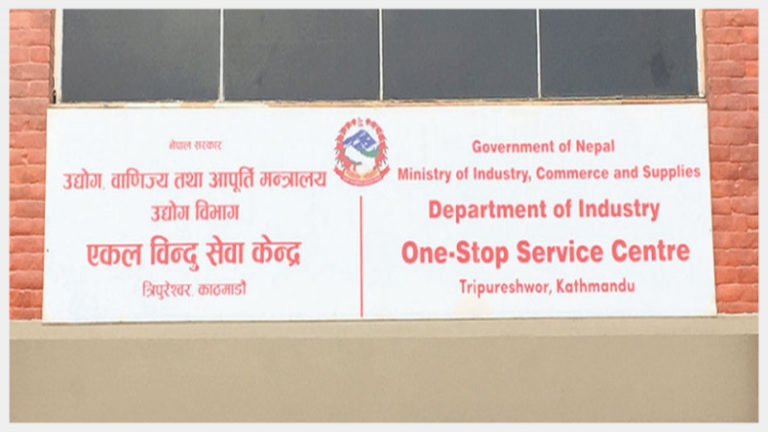 नेपाल सरकार
उद्योग, वाणिज्य तथा आपूर्ति मन्त्रालय
उद्योग विभाग
एकल विन्दु सेवा केन्द्र
त्रिपुरेश्वर, काठमाडौं
Government of Nepal
Ministry of Industry, Commerce and Supplies
Department of Industry
One-Stop Service Centre
Tripureshwor, Kathmandu